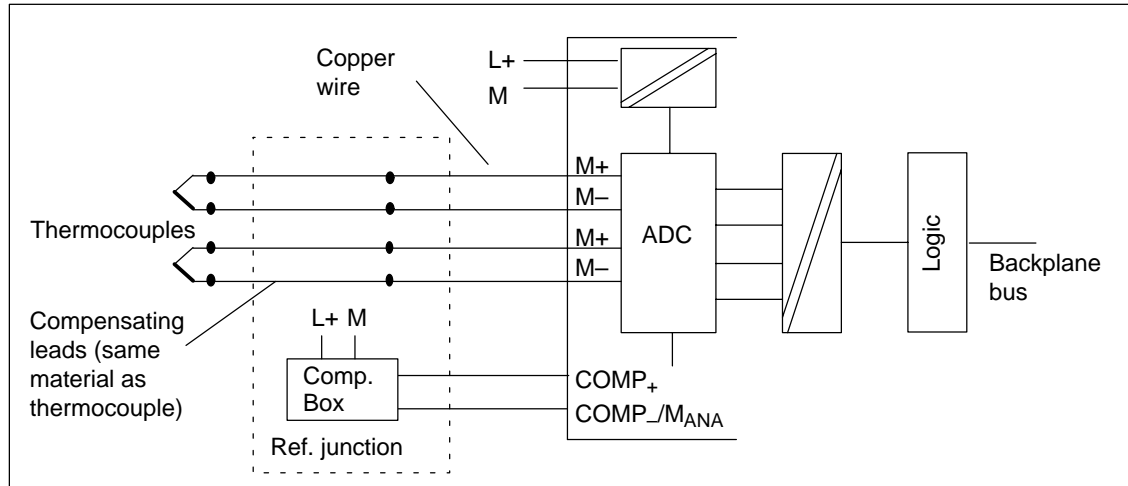 Copper
wire
L+
M
M+
M–
M+
M–
Thermocouples
ADC
Logic
Backplane
bus
Compensating
leads (same
material as
thermocouple)
L+ M
Comp.
Box
Ref. junction
COMP+
COMP–/MANA